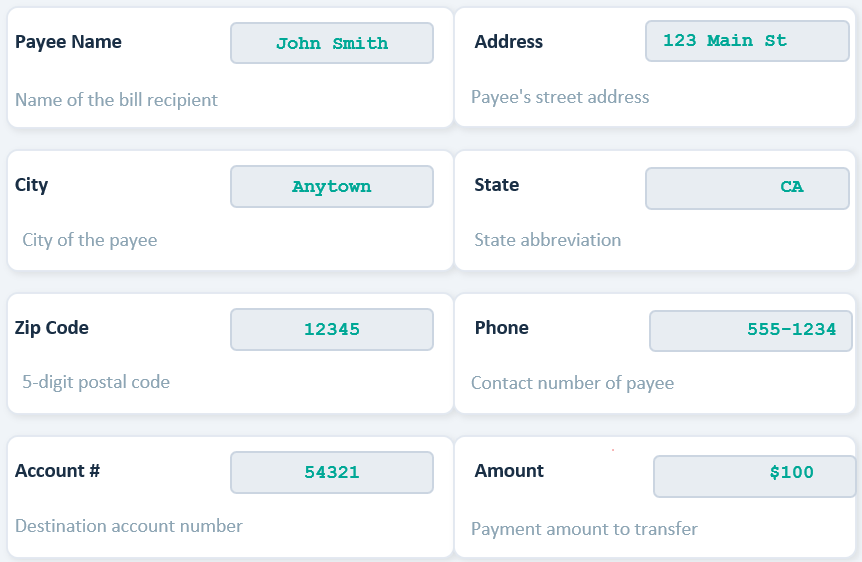 Payee Name John Smith
Address 123 Main St
Name of the bill recipient
Payee's street address
City Anytown
State CA
City of the payee
State abbreviation
Zip Code 12345
Phone 555-1234
5-digit postal code
Contact number of payee
Account # 54321
Amount $100
Destination account number
Payment amount to transfer